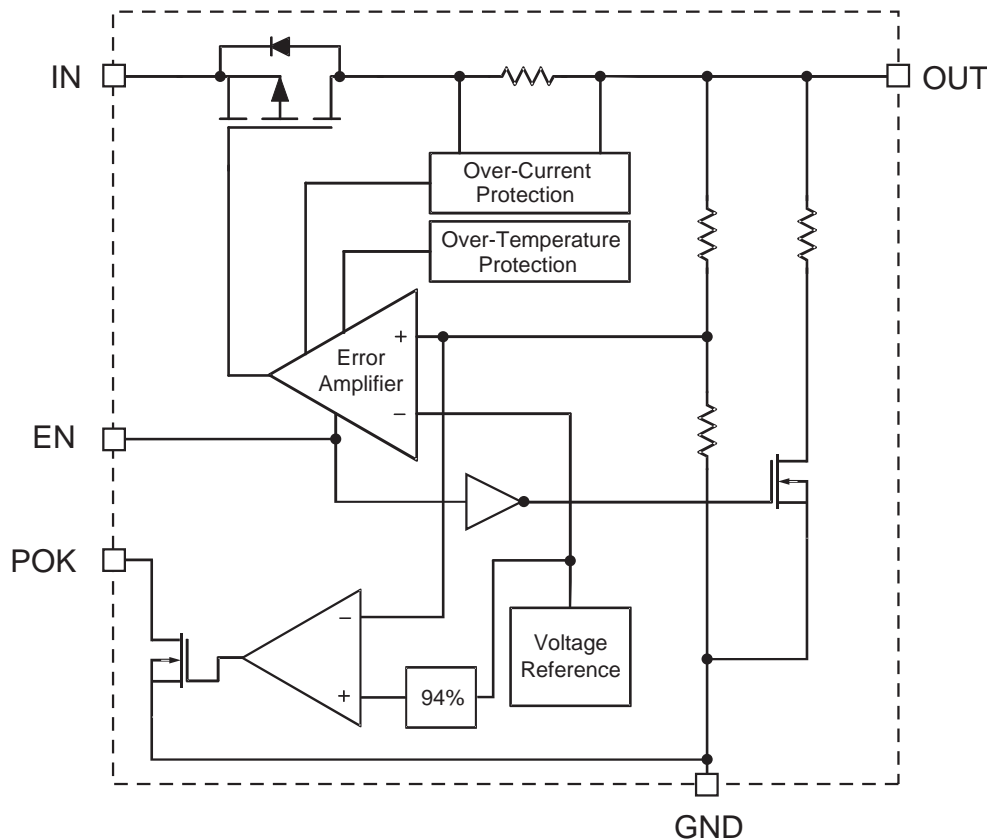 IN
OUT
Over-Current
Protection
Over-Temperature
Protection
+
Error
Amplifier
−
EN
POK
−
+
94%
Voltage
Reference
GND